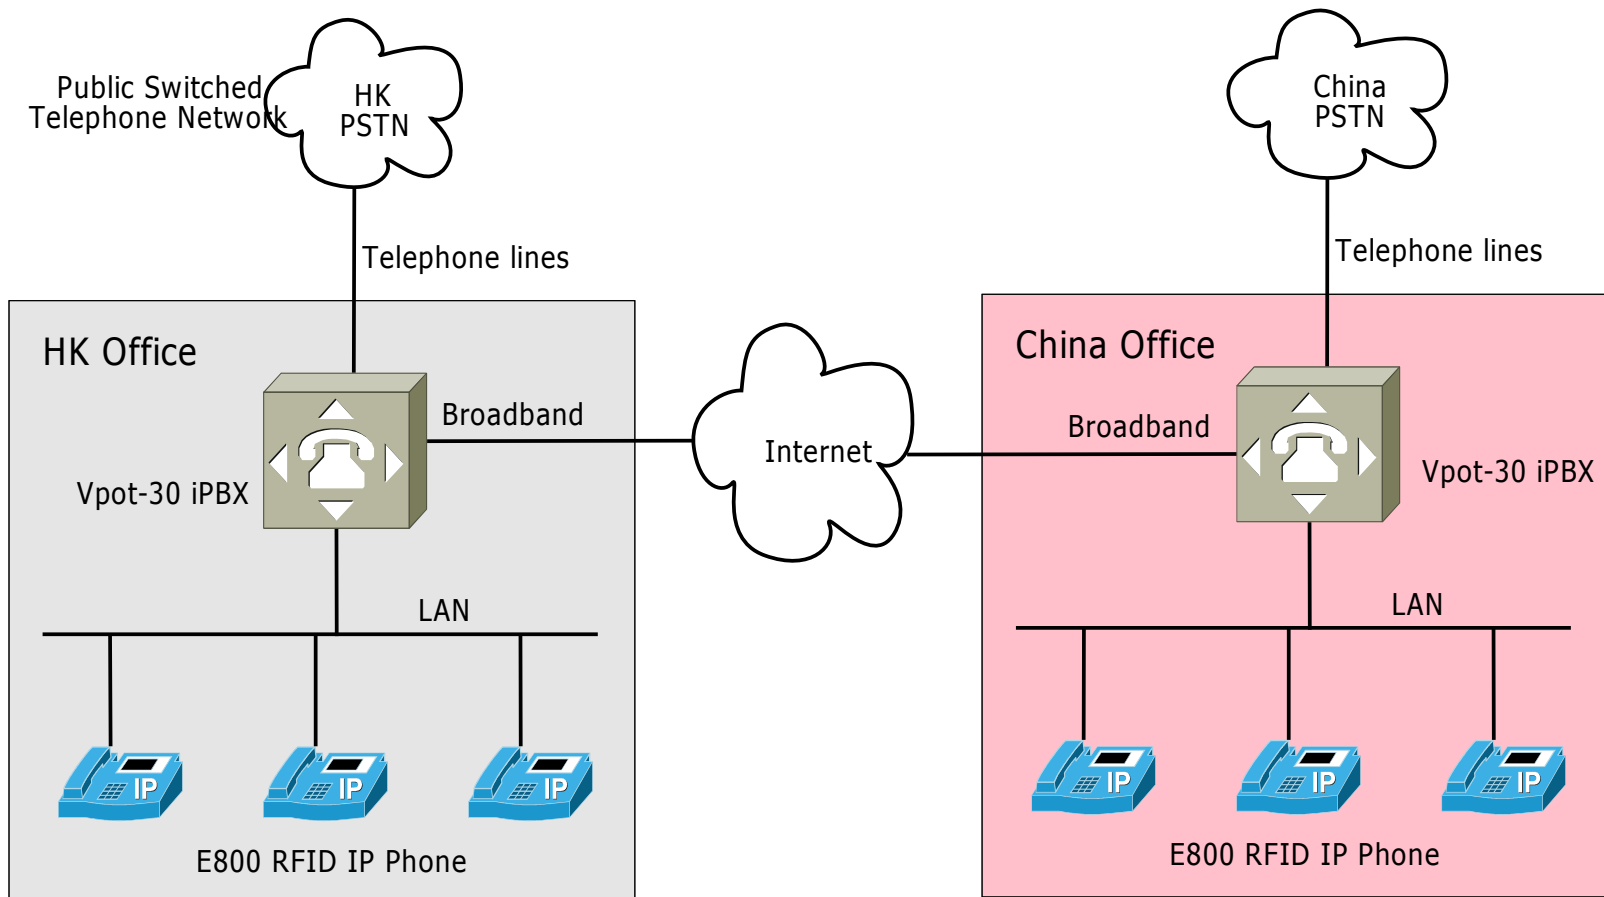 Public Switched
Telephone Network
HK
PSTN
China
PSTN
Telephone lines
Telephone lines
HK Office
China Office
Broadband
Internet
Broadband
Vpot-30 iPBX
Vpot-30 iPBX
LAN
LAN
IP
IP
IP
IP
IP
IP
E800 RFID IP Phone
E800 RFID IP Phone